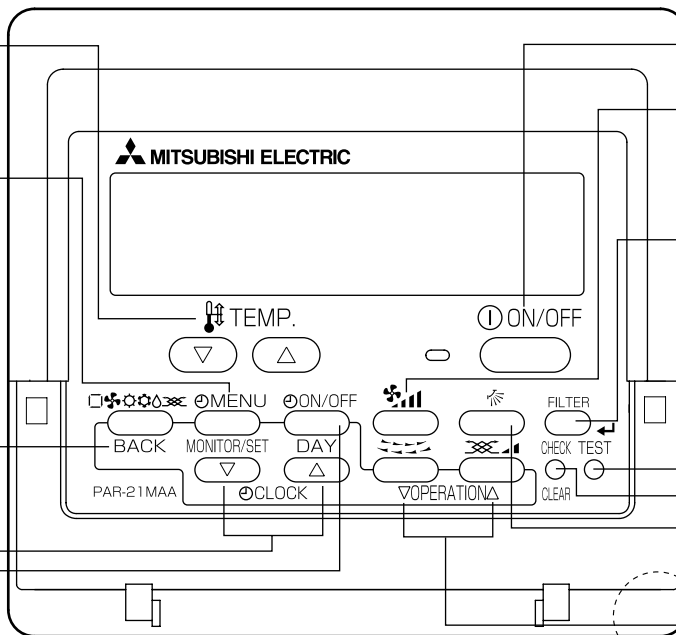 MITSUBISHI ELECTRIC
TEMP.
ON/OFF
MENU
ON/OFF
FILTER
BACK
MONITOR/SET
DAY
CHECK TEST
PAR-21MAA
CLOCK
▽OPERATION△
CLEAR